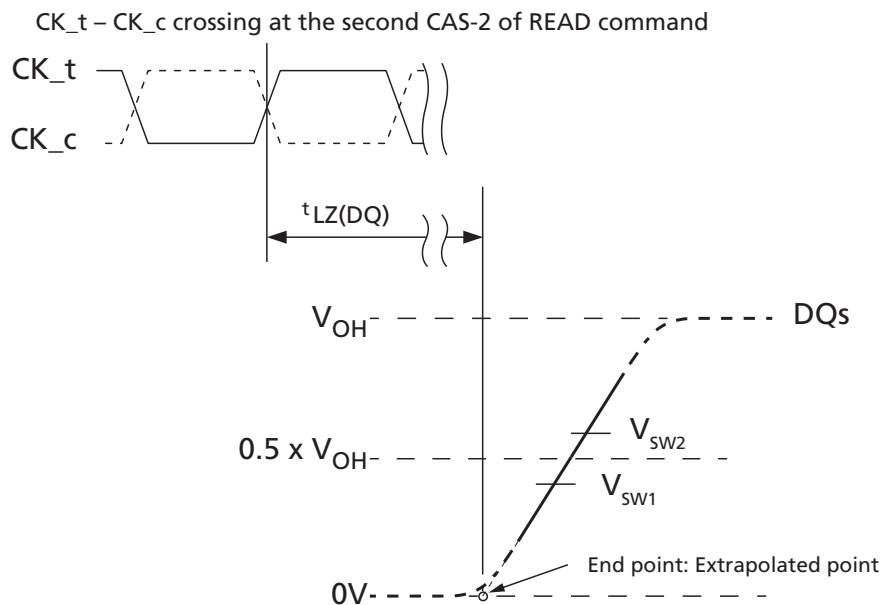 CK_t – CK_c crossing at the second CAS-2 of READ command
CK_t
CK_c
tLZ(DQ)
VOH
DQs
VSW2
0.5 x VOH
VSW1
End point: Extrapolated point
0V